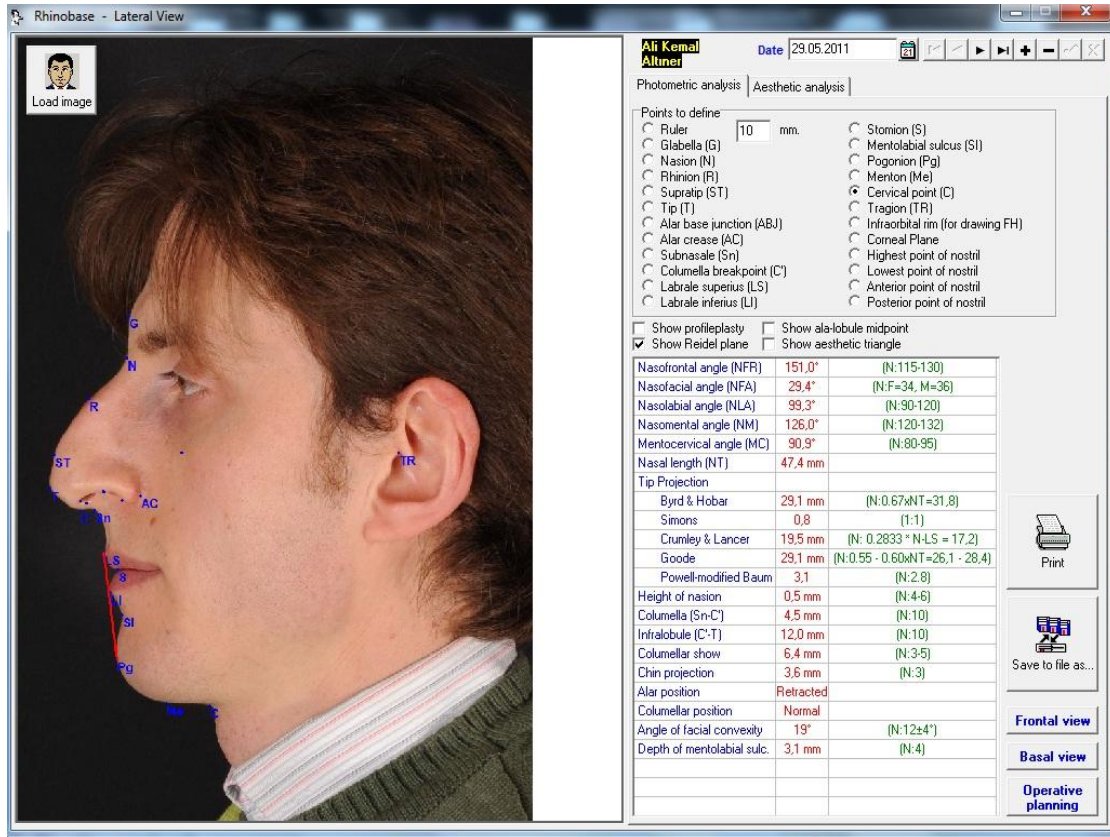 Rhinobase - Lateral View
Load image
Ali Kemal
Altıner
Date 29.05.2011
21
Photometric analysis
Aesthetic analysis
Points to define
Ruler 10 mm.
Glabella (G)
Nasion (N)
Rhinion (R)
Supratip (ST)
Tip (T)
Alar base junction (ABJ)
Alar crease (AC)
Subnasale (Sn)
Columella breakpoint (C')
Labrale superius (LS)
Labrale inferius (LI)
Stomion (S)
Mentolabial sulcus (SI)
Pogonion (Pg)
Menton (Me)
Cervical point (C)
Tragion (TR)
Infraorbital rim (for drawing FH)
Corneal Plane
Highest point of nostril
Lowest point of nostril
Anterior point of nostril
Posterior point of nostril
Show profileplasty
Show ala-lobule midpoint
Show Reidel plane
Show aesthetic triangle
Nasofrontal angle (NFR) 151,0° (N:115-130)
Nasofacial angle (NFA) 29,4° (N:F=34, M=36)
Nasolabial angle (NLA) 99,3° (N:90-120)
Nasomental angle (NM) 126,0° (N:120-132)
Mentocervical angle (MC) 90,9° (N:80-95)
Nasal length (NT) 47,4 mm
Tip Projection
Byrd & Hobar 29,1 mm (N:0.67xNT=31,8)
Simons 0,8 (1:1)
Crumley & Lancer 19,5 mm (N: 0.2833 * N-LS = 17,2)
Goode 29,1 mm (N:0.55 - 0.60xNT=26,1 - 28,4)
Powell-modified Baum 3,1 (N:2.8)
Height of nasion 0,5 mm (N:4-6)
Columella (Sn-C') 4,5 mm (N:10)
Infralobule (C'-T) 12,0 mm (N:10)
Columellar show 6,4 mm (N:3-5)
Chin projection 3,6 mm (N:3)
Alar position Retracted
Columellar position Normal
Angle of facial convexity 19° (N:12±4°)
Depth of mentolabial sulc. 3,1 mm (N:4)
Print
Save to file as...
Frontal view
Basal view
Operative
planning
G
N
R
ST
TR
AC
S
SI
Pg